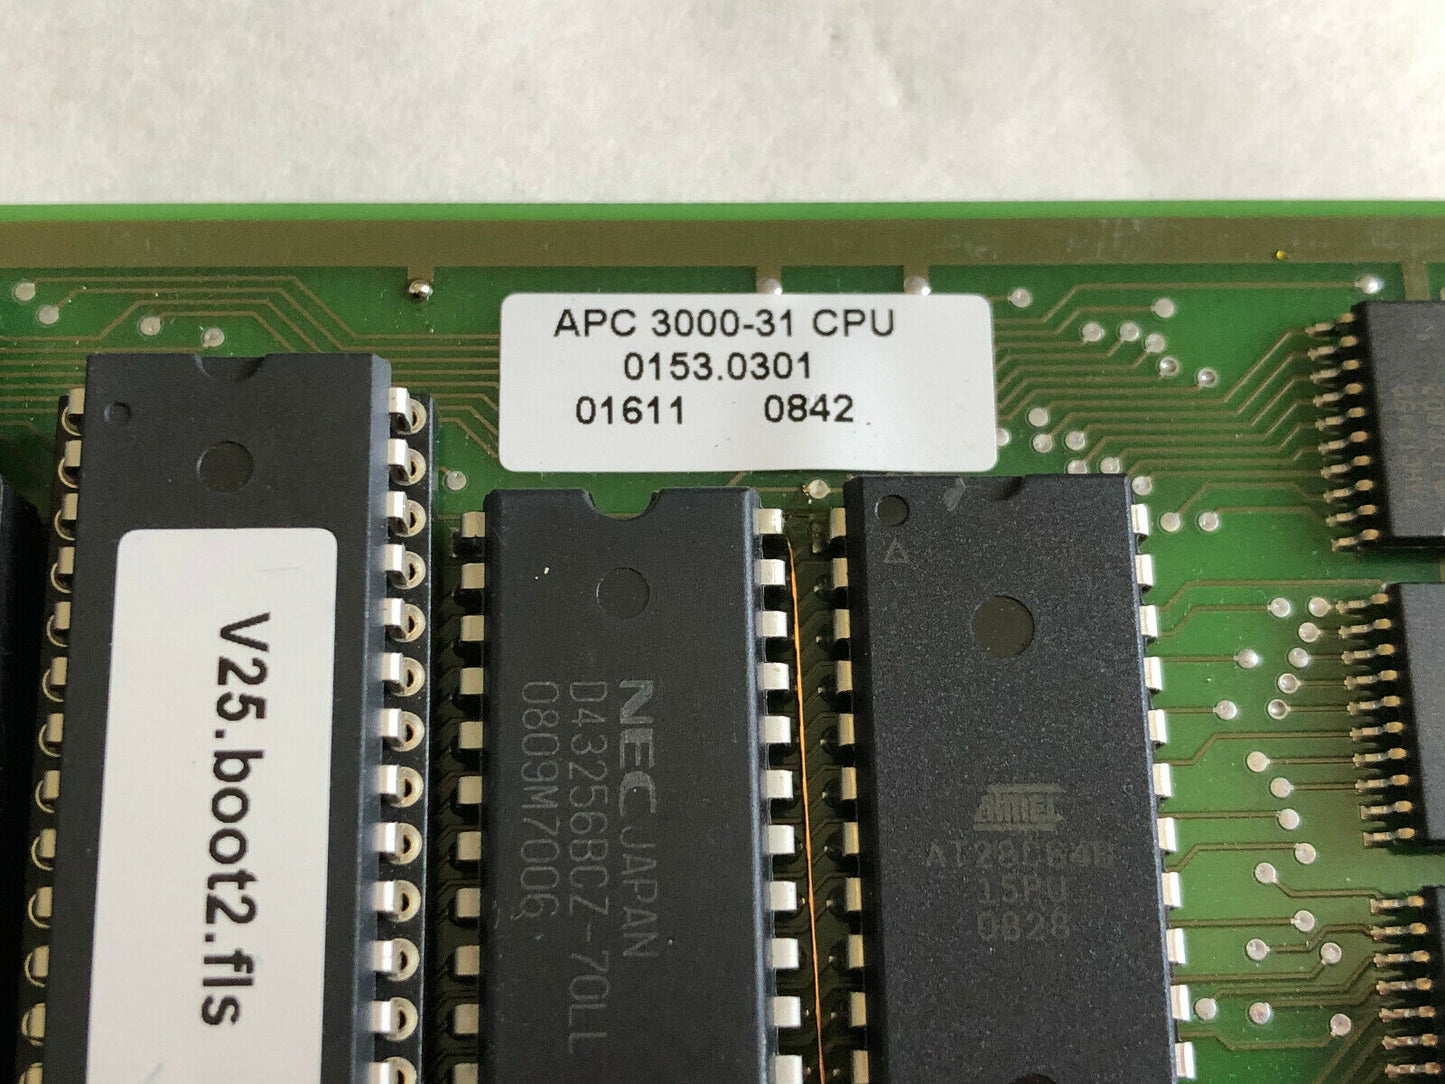 APC 3000-31 CPU
0153.0301
01611 0842
V25.boot2.fls
NEC JAPAN
D43256BCZ-70LL
0809M7006
ATMEL
AT28C64B
15PU
0828